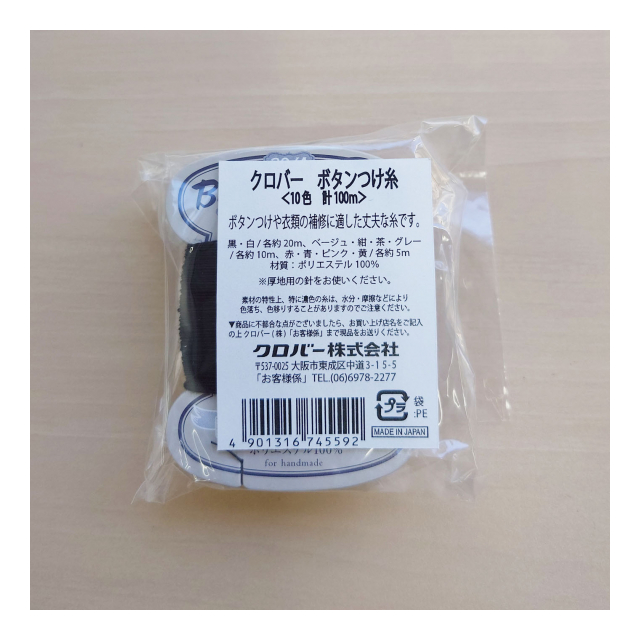 クロバー ボタンつけ糸
<10色 計100m>
ボタンつけや衣類の補修に適した丈夫な糸です。
黒・白/各約20m、ベージュ・紺・茶・グレー
/各約10m、赤・青・ピンク・黄/各約5m
材質:ポリエステル100%
※厚地用の針をお使いください。
素材の特性上、特に濃色の糸は、水分・摩擦などにより
色落ち、色移りすることがありますのでご注意ください。
▼商品に不都合な点がございましたら、お買い上げ店名をご記入
の上クロバー(株)「お客様係」まで現品をお送りください。
クロバー株式会社
〒537-0025 大阪市東成区中道3-15-5
「お客様係」 TEL.(06)6978-2277
プラ
袋
:PE
MADE IN JAPAN
4 901316 745592
ポリエステル100%
for handmade